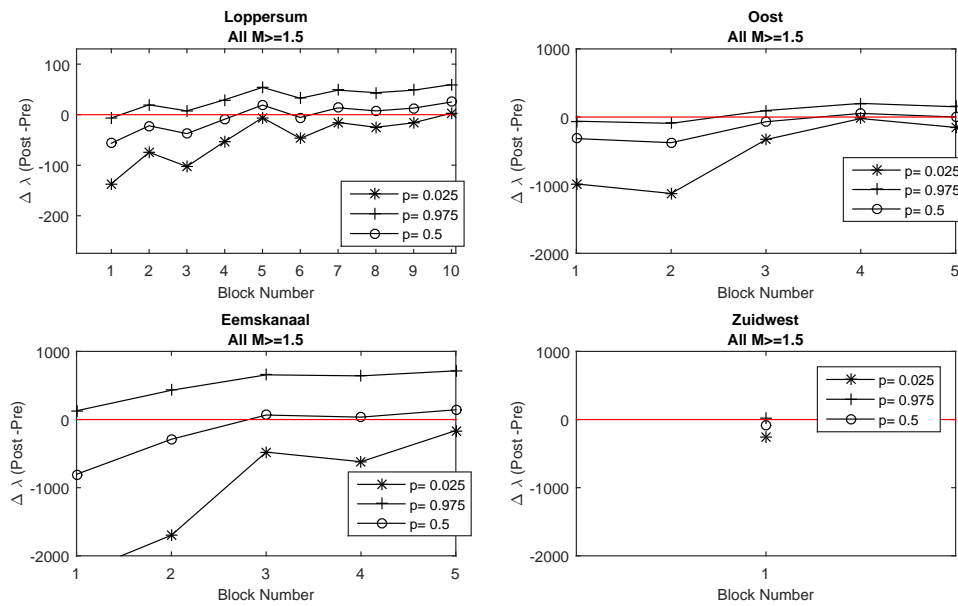 Loppersum
All M>=1.5
100
0
-100
-200
Δ λ (Post -Pre)
1 2 3 4 5 6 7 8 9 10
Block Number
p= 0.025
p= 0.975
p= 0.5
Oost
All M>=1.5
1000
0
-1000
-2000
Δ λ (Post -Pre)
1 2 3 4 5
Block Number
p= 0.025
p= 0.975
p= 0.5
Eemskanaal
All M>=1.5
1000
0
-1000
-2000
Δ λ (Post -Pre)
1 2 3 4 5
Block Number
p= 0.025
p= 0.975
p= 0.5
Zuidwest
All M>=1.5
1000
0
-1000
-2000
Δ λ (Post -Pre)
1
Block Number
p= 0.025
p= 0.975
p= 0.5